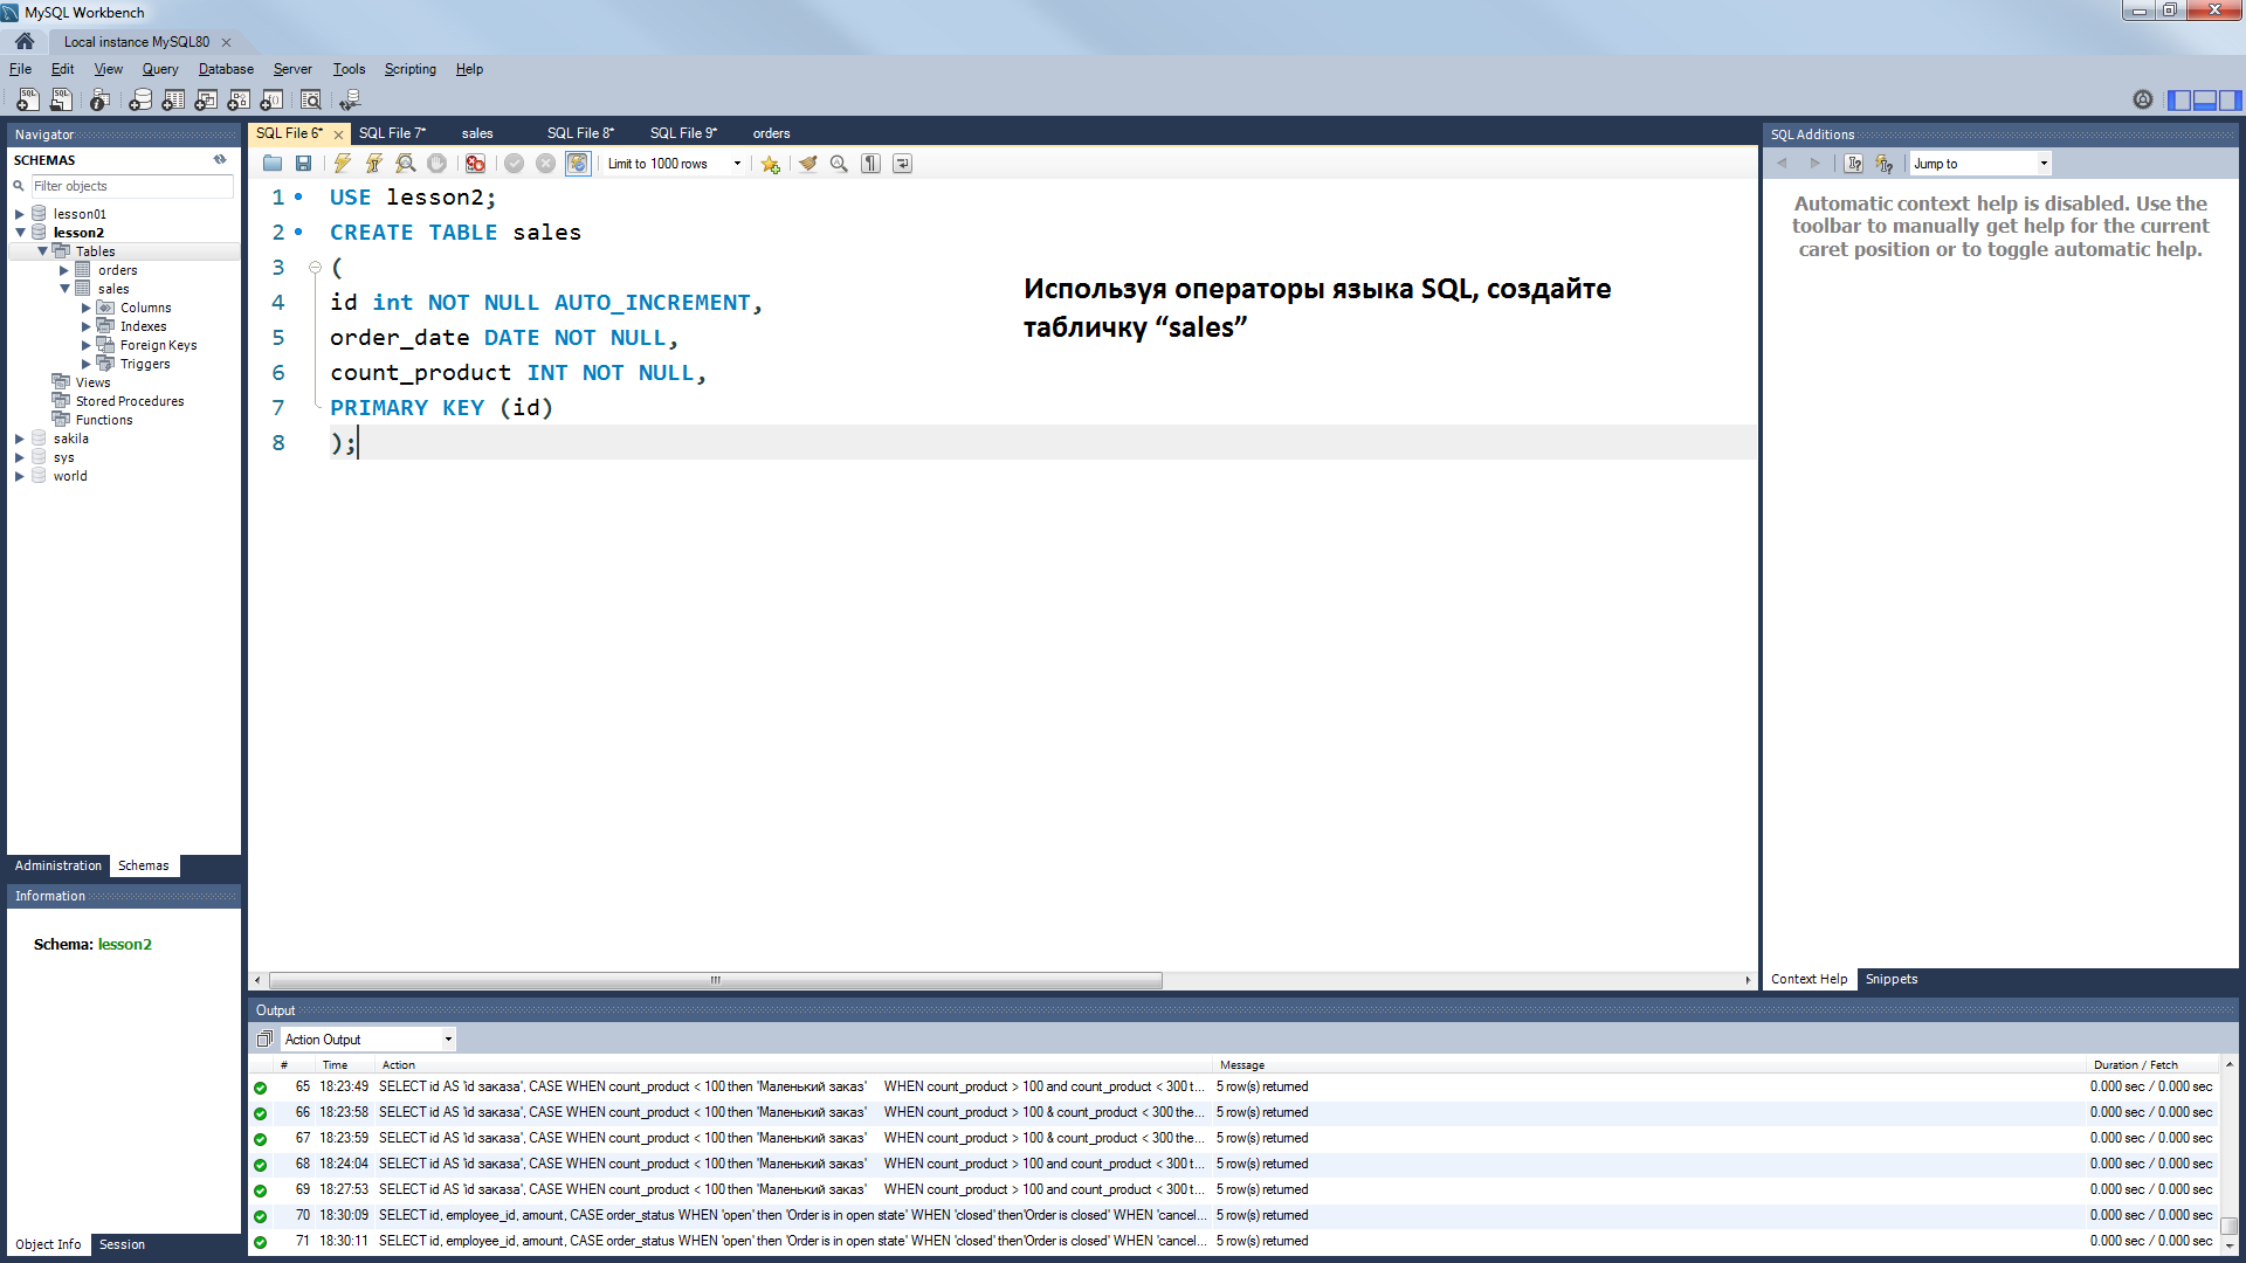 MySQL Workbench
Local instance MySQL80
File Edit View Query Database Server Tools Scripting Help
Navigator
SCHEMAS
Filter objects
lesson01
lesson2
Tables
orders
sales
Columns
Indexes
Foreign Keys
Triggers
Views
Stored Procedures
Functions
sakila
sys
world
Administration Schemas
Information
Schema: lesson2
Object Info Session
SQL File 6* SQL File 7* sales SQL File 8* SQL File 9* orders
Limit to 1000 rows
1 USE lesson2;
2 CREATE TABLE sales
3 (
4 id int NOT NULL AUTO_INCREMENT,
5 order_date DATE NOT NULL,
6 count_product INT NOT NULL,
7 PRIMARY KEY (id)
8 );
Используя операторы языка SQL, создайте
табличку “sales”
SQL Additions
Jump to
Automatic context help is disabled. Use the
toolbar to manually get help for the current
caret position or to toggle automatic help.
Context Help Snippets
Output
Action Output
# Time Action Message Duration / Fetch
65 18:23:49 SELECT id AS 'id заказа', CASE WHEN count_product < 100 then 'Маленький заказ' WHEN count_product > 100 and count_product < 300 t... 5 row(s) returned 0.000 sec / 0.000 sec
66 18:23:58 SELECT id AS 'id заказа', CASE WHEN count_product < 100 then 'Маленький заказ' WHEN count_product > 100 & count_product < 300 the... 5 row(s) returned 0.000 sec / 0.000 sec
67 18:23:59 SELECT id AS 'id заказа', CASE WHEN count_product < 100 then 'Маленький заказ' WHEN count_product > 100 & count_product < 300 the... 5 row(s) returned 0.000 sec / 0.000 sec
68 18:24:04 SELECT id AS 'id заказа', CASE WHEN count_product < 100 then 'Маленький заказ' WHEN count_product > 100 and count_product < 300 t... 5 row(s) returned 0.000 sec / 0.000 sec
69 18:27:53 SELECT id AS 'id заказа', CASE WHEN count_product < 100 then 'Маленький заказ' WHEN count_product > 100 and count_product < 300 t... 5 row(s) returned 0.000 sec / 0.000 sec
70 18:30:09 SELECT id, employee_id, amount, CASE order_status WHEN 'open' then 'Order is in open state' WHEN 'closed' then'Order is closed' WHEN 'cancel... 5 row(s) returned 0.000 sec / 0.000 sec
71 18:30:11 SELECT id, employee_id, amount, CASE order_status WHEN 'open' then 'Order is in open state' WHEN 'closed' then'Order is closed' WHEN 'cancel... 5 row(s) returned 0.000 sec / 0.000 sec